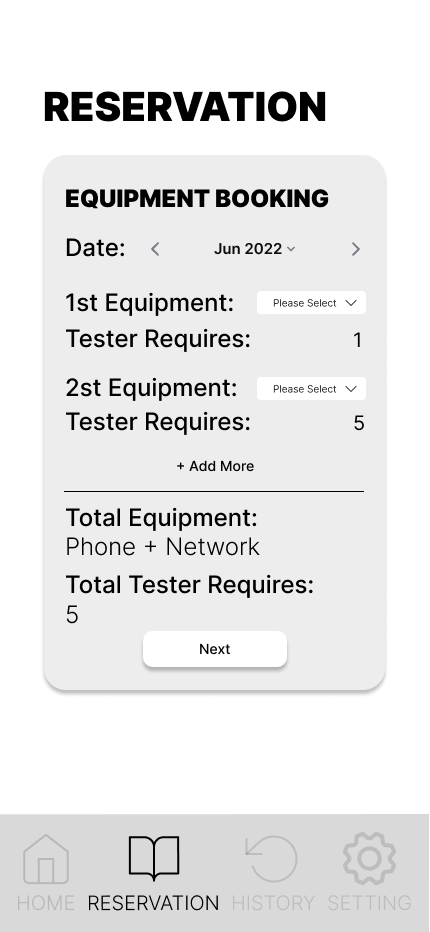 RESERVATION
EQUIPMENT BOOKING
Date: Jun 2022
1st Equipment: Please Select
Tester Requires: 1
2st Equipment: Please Select
Tester Requires: 5
+ Add More
Total Equipment:
Phone + Network
Total Tester Requires:
5
Next
HOME RESERVATION HISTORY SETTING